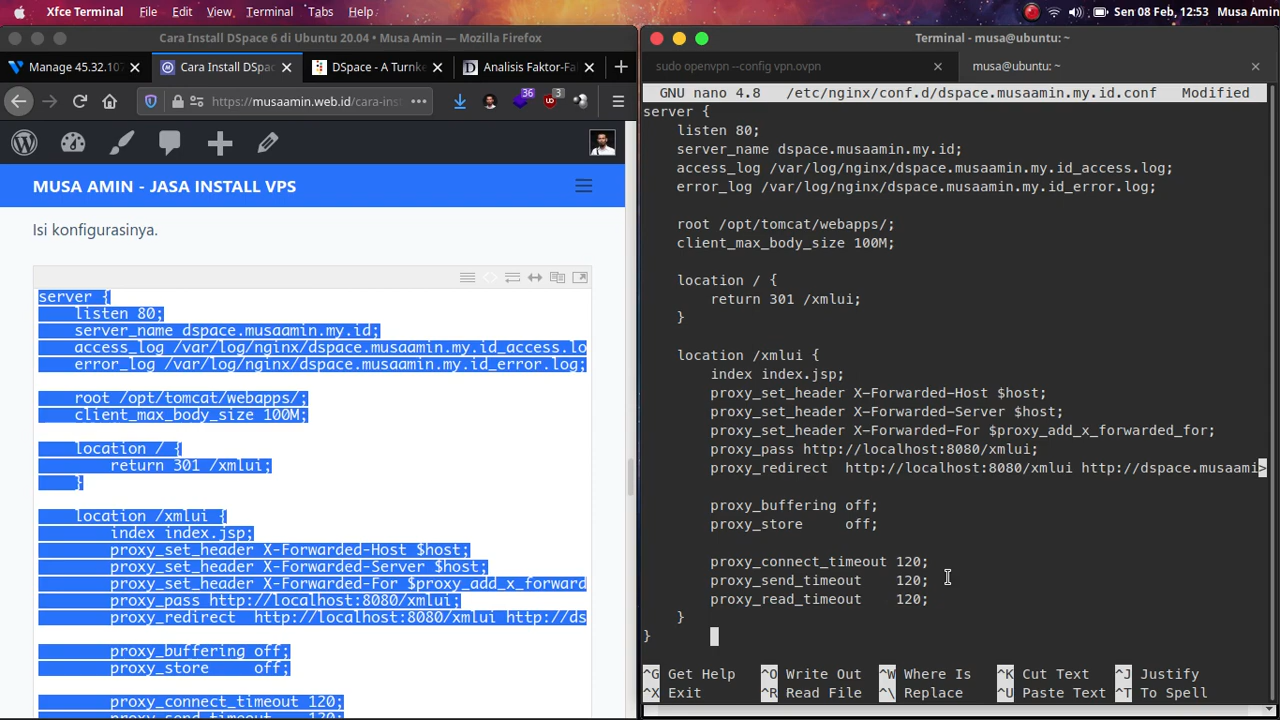 Xfce Terminal File Edit View Terminal Tabs Help Sen 08 Feb, 12:53 Musa Amin
Cara Install DSpace 6 di Ubuntu 20.04 • Musa Amin — Mozilla Firefox
Manage 45.32.107 Cara Install DSpac DSpace - A Turnke Analisis Faktor-Fal
https://musaamin.web.id/cara-inst
36
3
MUSA AMIN - JASA INSTALL VPS
Isi konfigurasinya.
server {
listen 80;
server_name dspace.musaamin.my.id;
access_log /var/log/nginx/dspace.musaamin.my.id_access.lo
error_log /var/log/nginx/dspace.musaamin.my.id_error.log;
root /opt/tomcat/webapps/;
client_max_body_size 100M;
location / {
return 301 /xmlui;
}
location /xmlui {
index index.jsp;
proxy_set_header X-Forwarded-Host $host;
proxy_set_header X-Forwarded-Server $host;
proxy_set_header X-Forwarded-For $proxy_add_x_forward
proxy_pass http://localhost:8080/xmlui;
proxy_redirect http://localhost:8080/xmlui http://ds
proxy_buffering off;
proxy_store off;
proxy_connect_timeout 120;
proxy_send_timeout 120;
Terminal - musa@ubuntu: ~
sudo openvpn --config vpn.ovpn musa@ubuntu: ~
GNU nano 4.8 /etc/nginx/conf.d/dspace.musaamin.my.id.conf Modified
server {
listen 80;
server_name dspace.musaamin.my.id;
access_log /var/log/nginx/dspace.musaamin.my.id_access.log;
error_log /var/log/nginx/dspace.musaamin.my.id_error.log;
root /opt/tomcat/webapps/;
client_max_body_size 100M;
location / {
return 301 /xmlui;
}
location /xmlui {
index index.jsp;
proxy_set_header X-Forwarded-Host $host;
proxy_set_header X-Forwarded-Server $host;
proxy_set_header X-Forwarded-For $proxy_add_x_forwarded_for;
proxy_pass http://localhost:8080/xmlui;
proxy_redirect http://localhost:8080/xmlui http://dspace.musaami>
proxy_buffering off;
proxy_store off;
proxy_connect_timeout 120;
proxy_send_timeout 120;
proxy_read_timeout 120;
}
}
^G Get Help ^O Write Out ^W Where Is ^K Cut Text ^J Justify
^X Exit ^R Read File ^\ Replace ^U Paste Text ^T To Spell